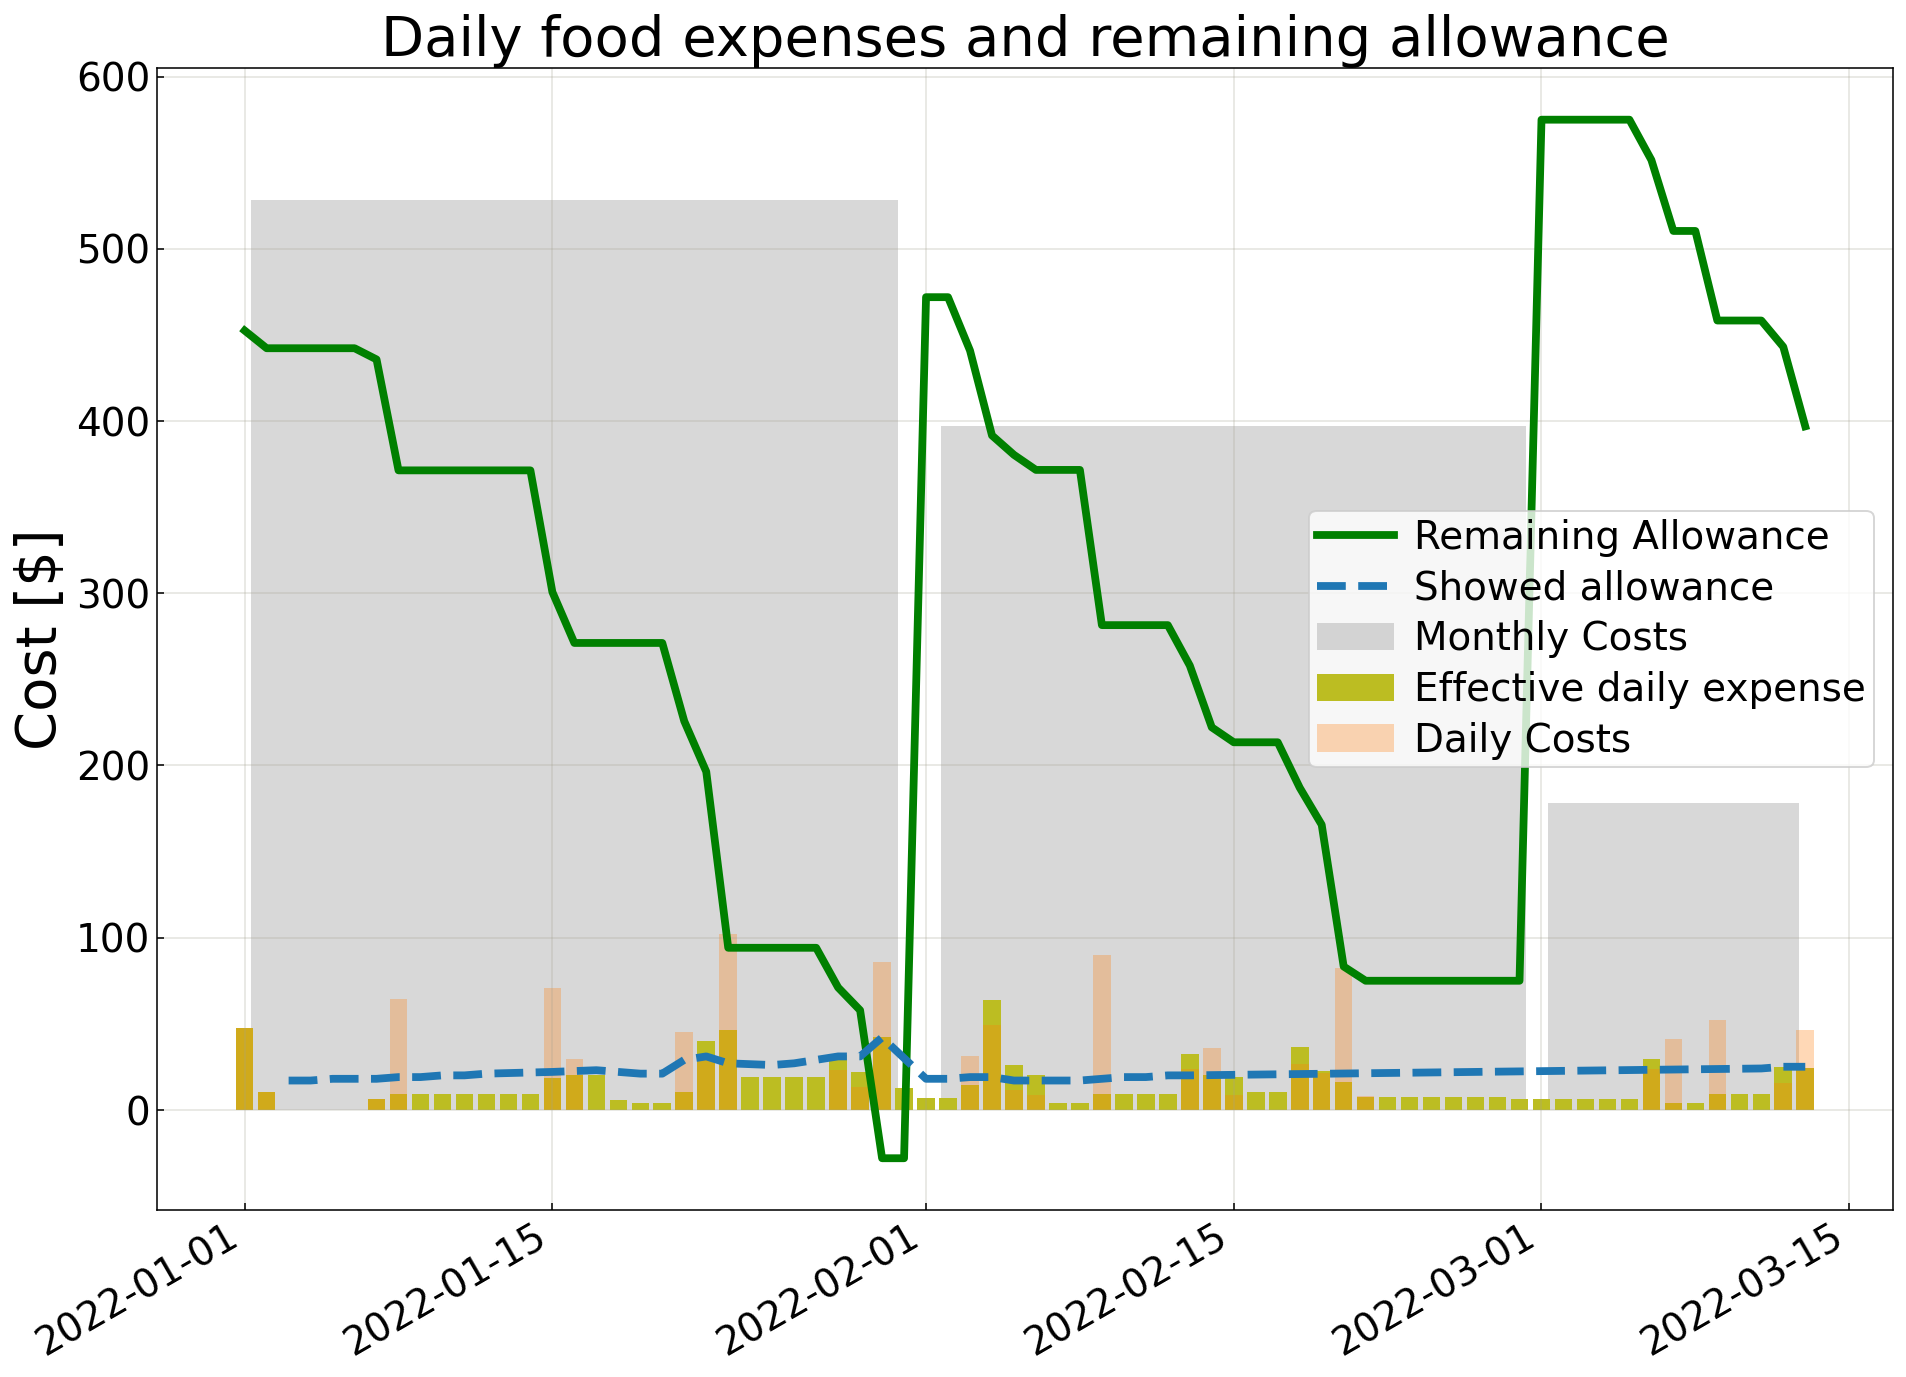 Daily food expenses and remaining allowance
600
500
400
300
200
100
0
Cost [$]
Remaining Allowance
Showed allowance
Monthly Costs
Effective daily expense
Daily Costs
2022-01-01
2022-01-15
2022-02-01
2022-02-15
2022-03-01
2022-03-15